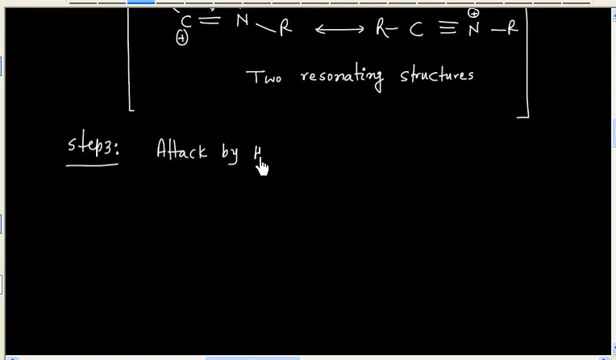 C⊕ = N - R ⟷ R - C ≡ N⊕ - R
Two resonating structures
Step3: Attack by H